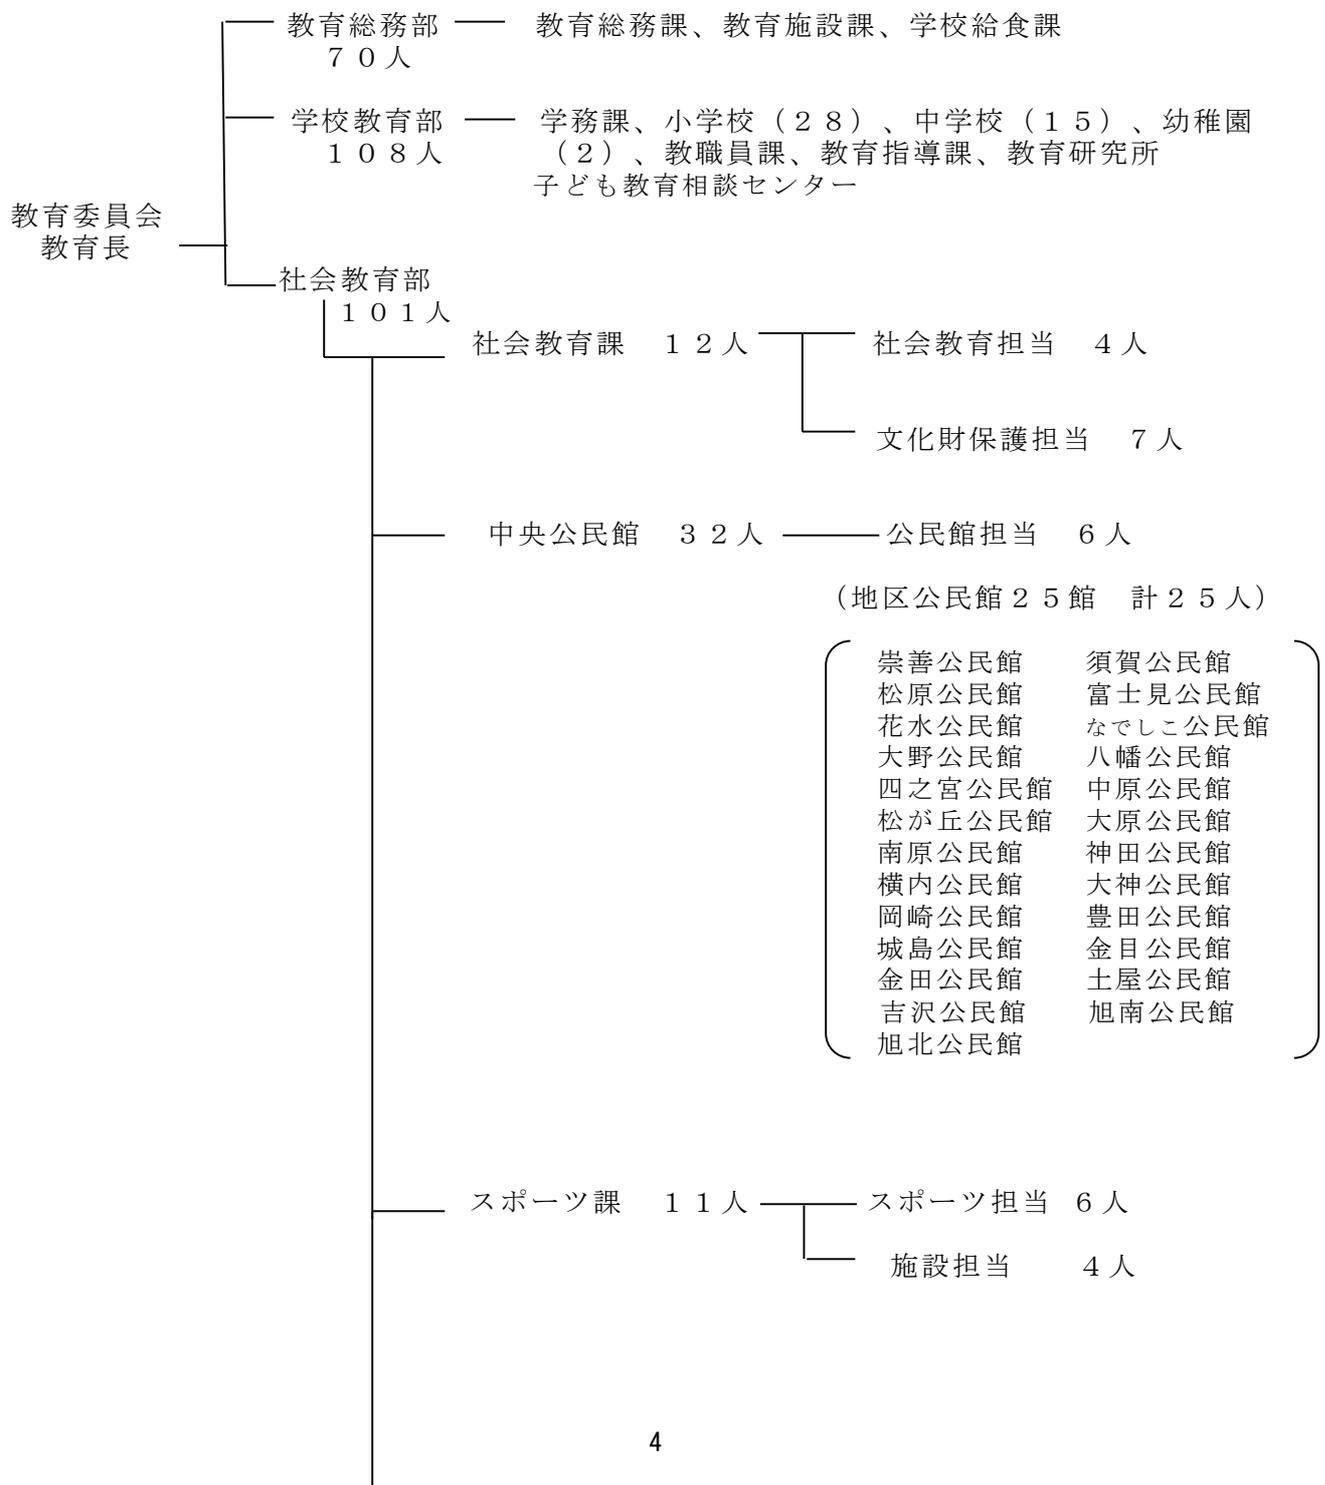 教育総務部　教育総務課、教育施設課、学校給食課
７０人
学校教育部　学務課、小学校（２８）、中学校（１５）、幼稚園
１０８人　（２）、教職員課、教育指導課、教育研究所
子ども教育相談センター
教育委員会
教育長
社会教育部
１０１人
社会教育課　１２人　社会教育担当　４人
文化財保護担当　７人
中央公民館　３２人　公民館担当　６人
（地区公民館２５館　計２５人）
崇善公民館　須賀公民館
松原公民館　富士見公民館
花水公民館　なでしこ公民館
大野公民館　八幡公民館
四之宮公民館　中原公民館
松が丘公民館　大原公民館
南原公民館　神田公民館
横内公民館　大神公民館
岡崎公民館　豊田公民館
城島公民館　金目公民館
金田公民館　土屋公民館
吉沢公民館　旭南公民館
旭北公民館
スポーツ課　１１人　スポーツ担当　６人
施設担当　４人
4